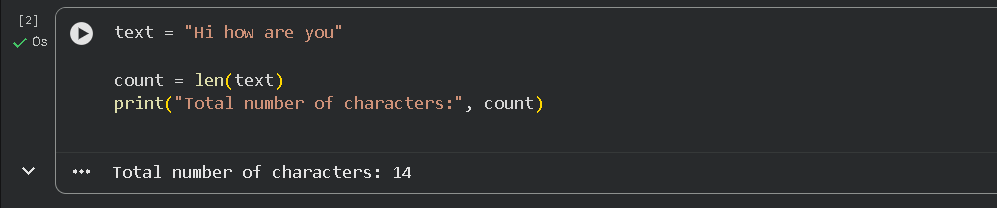 [2]
0s
text = "Hi how are you"
count = len(text)
print("Total number of characters:", count)
Total number of characters: 14